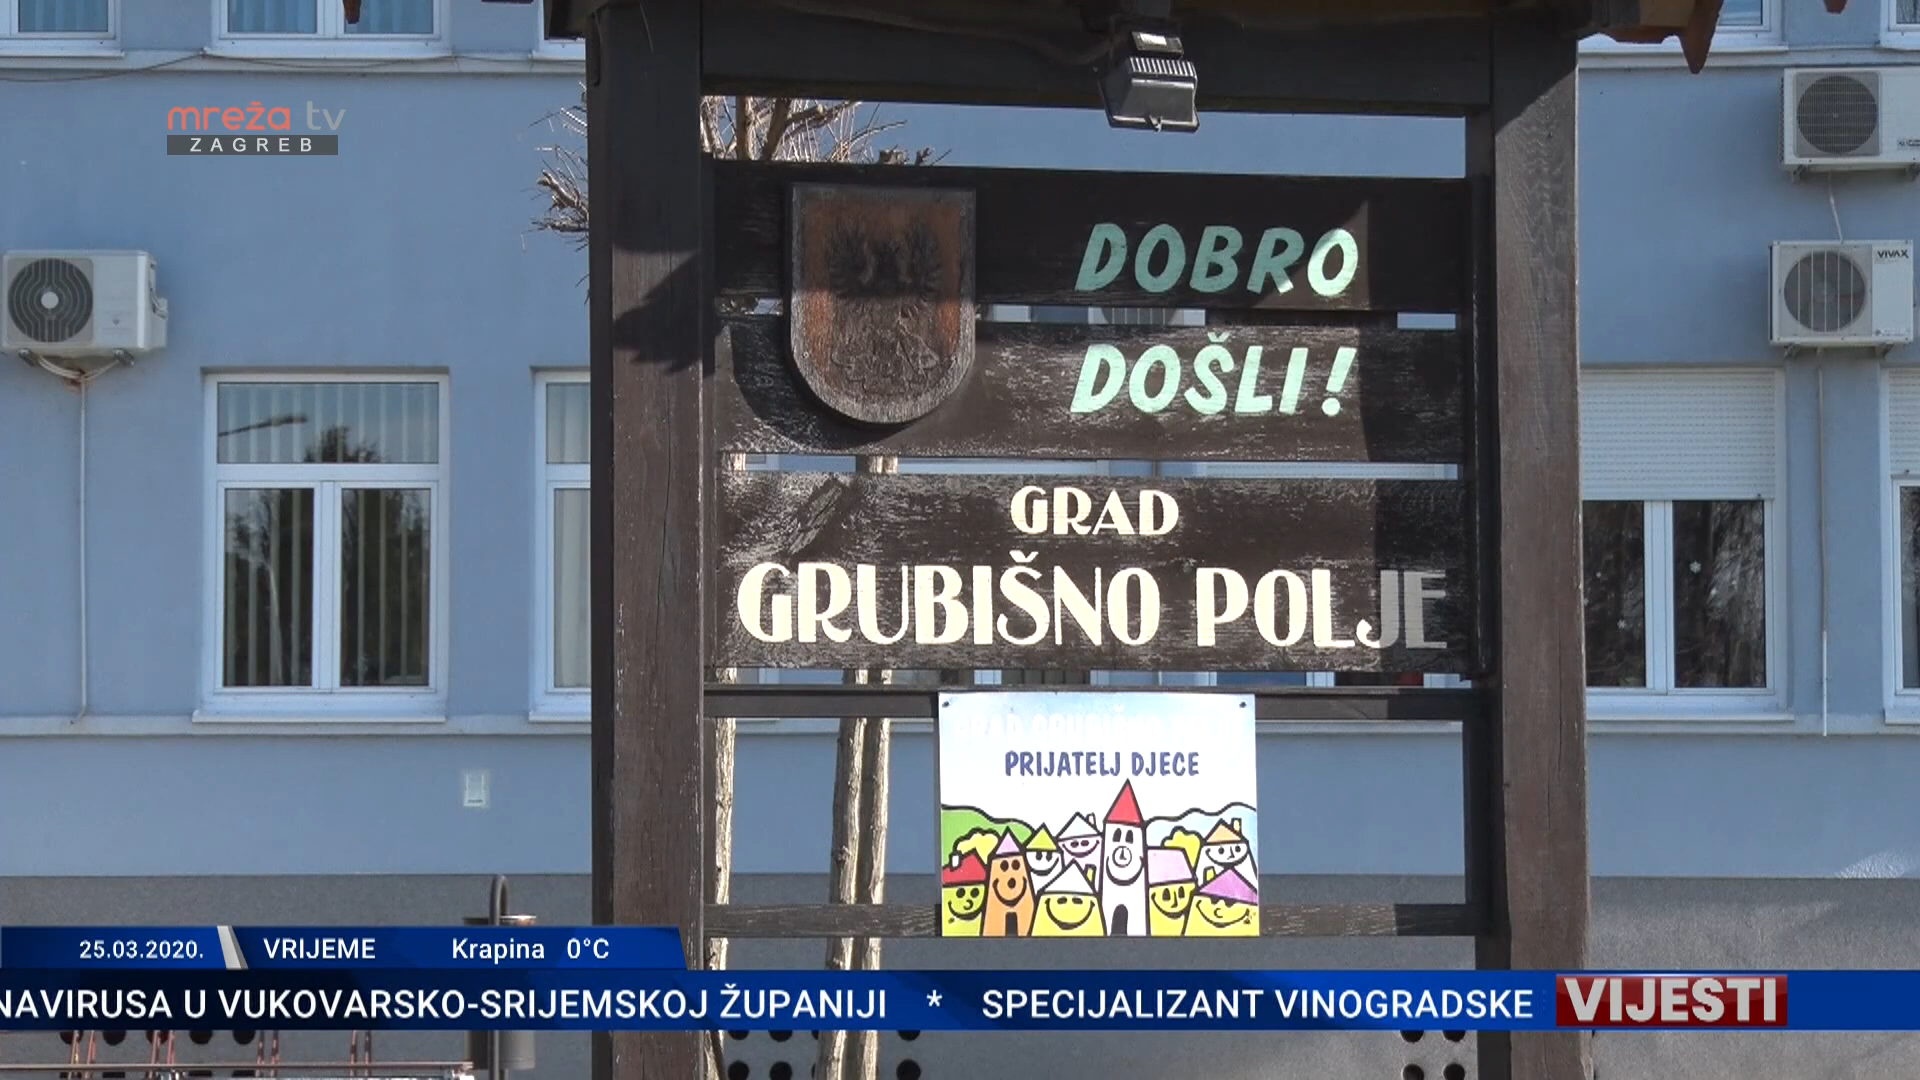 mreža tv
ZAGREB
VIVAX
DOBRO
DOŠLI!
GRAD
GRUBIŠNO POLJE
PRIJATELJ DJECE
25.03.2020. VRIJEME Krapina 0°C
NAVIRUSA U VUKOVARSKO-SRIJEMSKOJ ŽUPANIJI * SPECIJALIZANT VINOGRADSKE VIJESTI